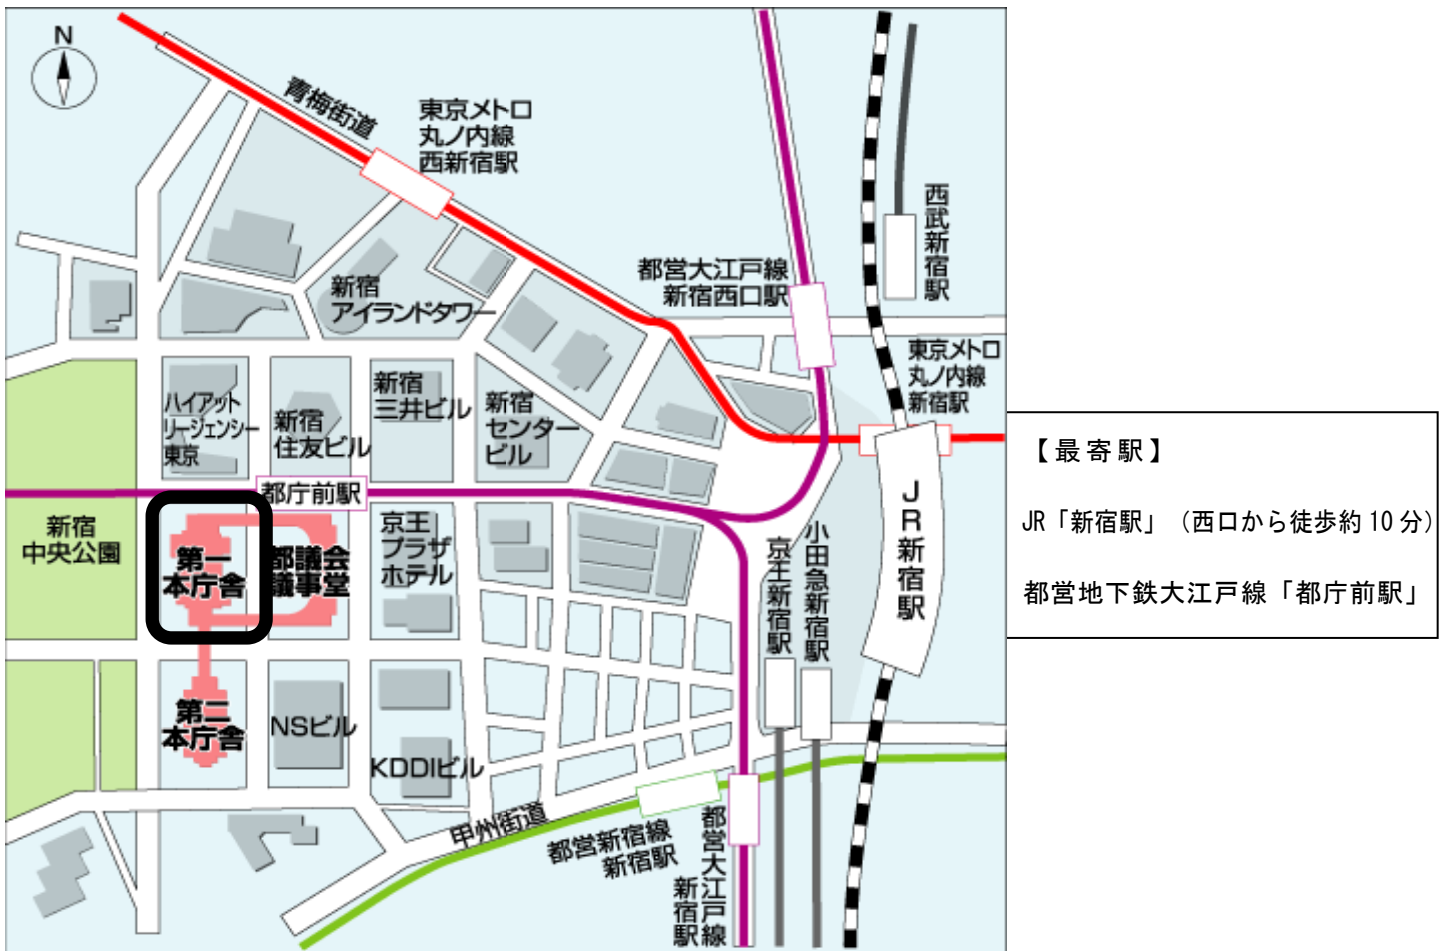 N
青梅街道
東京メトロ
丸ノ内線
西新宿駅
西武新宿駅
都営大江戸線
新宿西口駅
新宿
アイランドタワー
東京メトロ
丸ノ内線
新宿駅
ハイアット
リージェンシー
東京
新宿
住友ビル
新宿
三井ビル
新宿
センター
ビル
都庁前駅
新宿
中央公園
第一
本庁舎
都議会
議事堂
京王
プラザ
ホテル
京王新宿駅
小田急新宿駅
JR新宿駅
【最寄駅】
JR「新宿駅」（西口から徒歩約10分）
都営地下鉄大江戸線「都庁前駅」
第二
本庁舎
NSビル
KDDIビル
甲州街道
都営新宿線
新宿駅
都営大江戸線
新宿駅